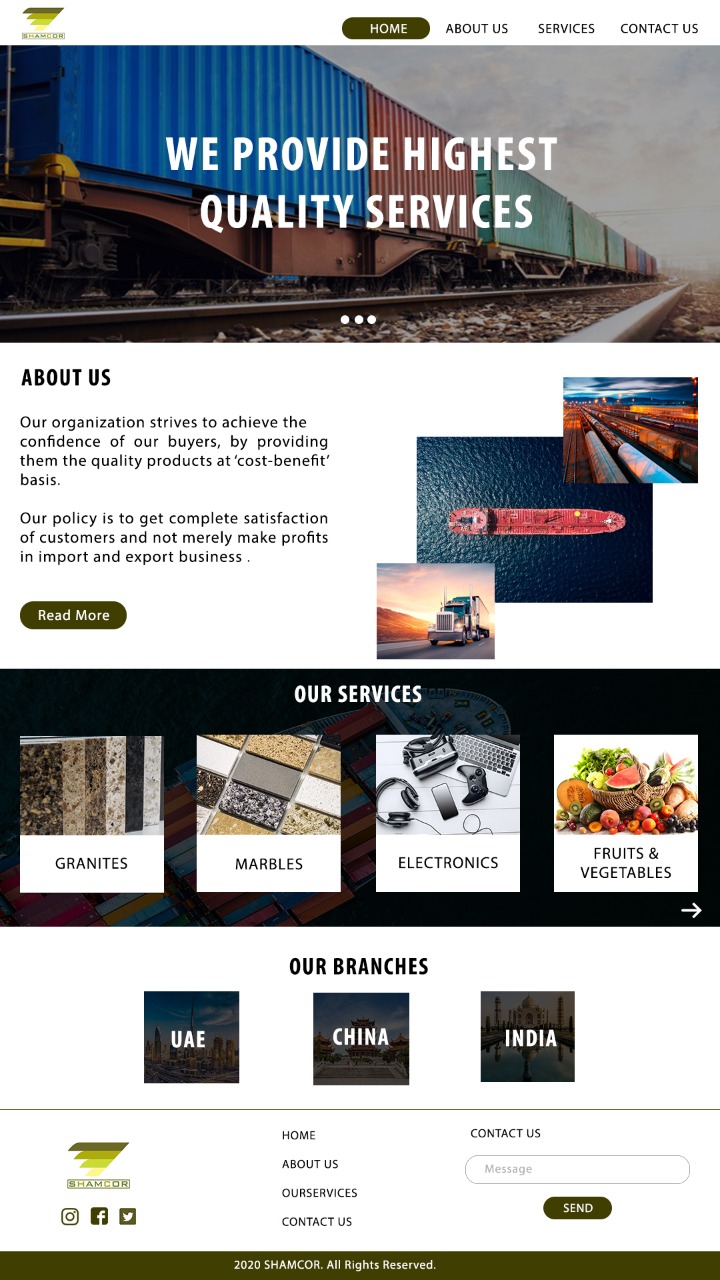 SHAMCOR
HOME
ABOUT US
SERVICES
CONTACT US
WE PROVIDE HIGHEST
QUALITY SERVICES
ABOUT US
Our organization strives to achieve the
confidence of our buyers, by providing
them the quality products at ‘cost-benefit’
basis.
Our policy is to get complete satisfaction
of customers and not merely make profits
in import and export business .
Read More
OUR SERVICES
GRANITES
MARBLES
ELECTRONICS
FRUITS &
VEGETABLES
OUR BRANCHES
UAE
CHINA
INDIA
SHAMCOR
HOME
ABOUT US
OURSERVICES
CONTACT US
CONTACT US
Message
SEND
2020 SHAMCOR. All Rights Reserved.